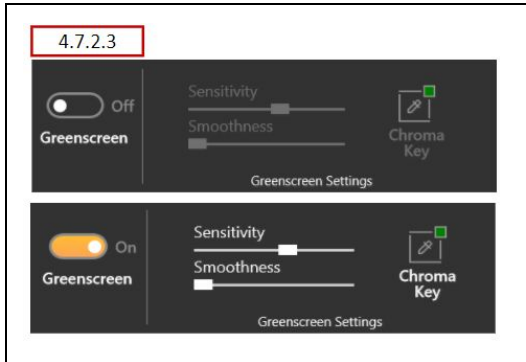 4.7.2.3
Off
Greenscreen
Sensitivity
Smoothness
Chroma
Key
Greenscreen Settings
On
Greenscreen
Sensitivity
Smoothness
Chroma
Key
Greenscreen Settings